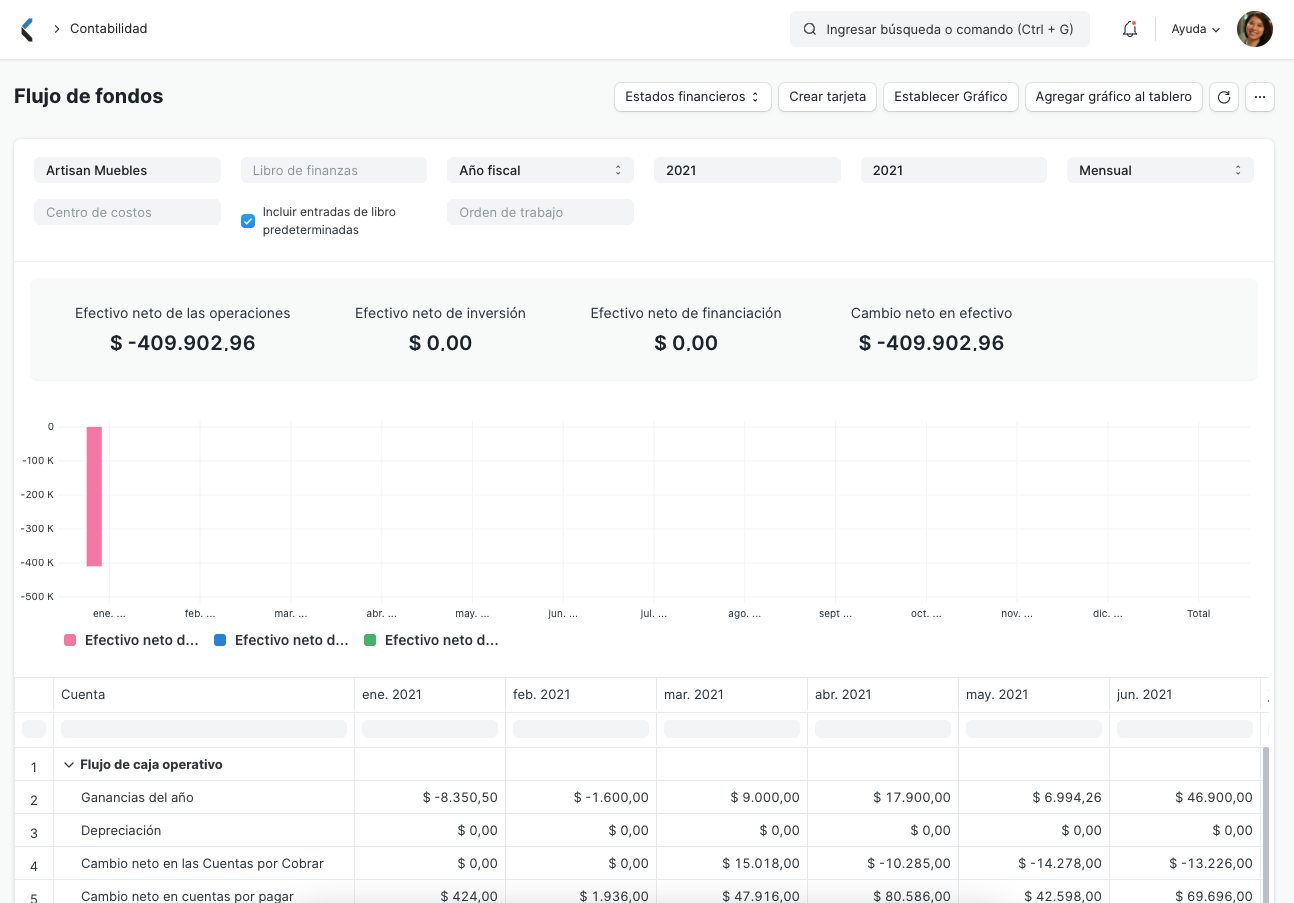 Contabilidad
Ingresar búsqueda o comando (Ctrl + G)
Ayuda
Flujo de fondos
Estados financieros
Crear tarjeta
Establecer Gráfico
Agregar gráfico al tablero
...
Artisan Muebles
Libro de finanzas
Año fiscal
2021
2021
Mensual
Centro de costos
Incluir entradas de libro
predeterminadas
Orden de trabajo
Efectivo neto de las operaciones
$ -409.902,96
Efectivo neto de inversión
$ 0,00
Efectivo neto de financiación
$ 0,00
Cambio neto en efectivo
$ -409.902,96
0
-100 K
-200 K
-300 K
-400 K
-500 K
ene. ... feb. ... mar. ... abr. ... may. ... jun. ... jul. ... ago. ... sept ... oct. ... nov. ... dic. ... Total
Efectivo neto d... Efectivo neto d... Efectivo neto d...
Cuenta ene. 2021 feb. 2021 mar. 2021 abr. 2021 may. 2021 jun. 2021
1 Flujo de caja operativo
2 Ganancias del año $ -8.350,50 $ -1.600,00 $ 9.000,00 $ 17.900,00 $ 6.994,26 $ 46.900,00
3 Depreciación $ 0,00 $ 0,00 $ 0,00 $ 0,00 $ 0,00 $ 0,00
4 Cambio neto en las Cuentas por Cobrar $ 0,00 $ 0,00 $ 15.018,00 $ -10.285,00 $ -14.278,00 $ -13.226,00
5 Cambio neto en cuentas por pagar $ 424,00 $ 1.936,00 $ 47.916,00 $ 80.586,00 $ 42.598,00 $ 69.696,00